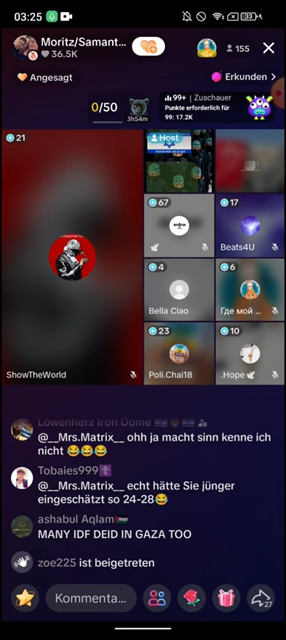 03:25
23
Moritz/Samant...
36.5K
155
Angesagt
Erkunden >
0/50
3h54m
99+ | Zuschauer
Punkte erforderlich für
99: 17.2K
21
Host
67
17
Beats4U
4
Bella Ciao
6
Где мой ...
23
Poli.Chai18
10
.Hope
ShowTheWorld
Löwenherz Iron Dome
@__Mrs.Matrix__ ohh ja macht sinn kenne ich
nicht 😂😂😂
Tobaies999
@__Mrs.Matrix__ echt hätte Sie jünger
eingeschätzt so 24-28😂
ashabul Aqlam
MANY IDF DEID IN GAZA TOO
zoe225 ist beigetreten
Kommenta...
27